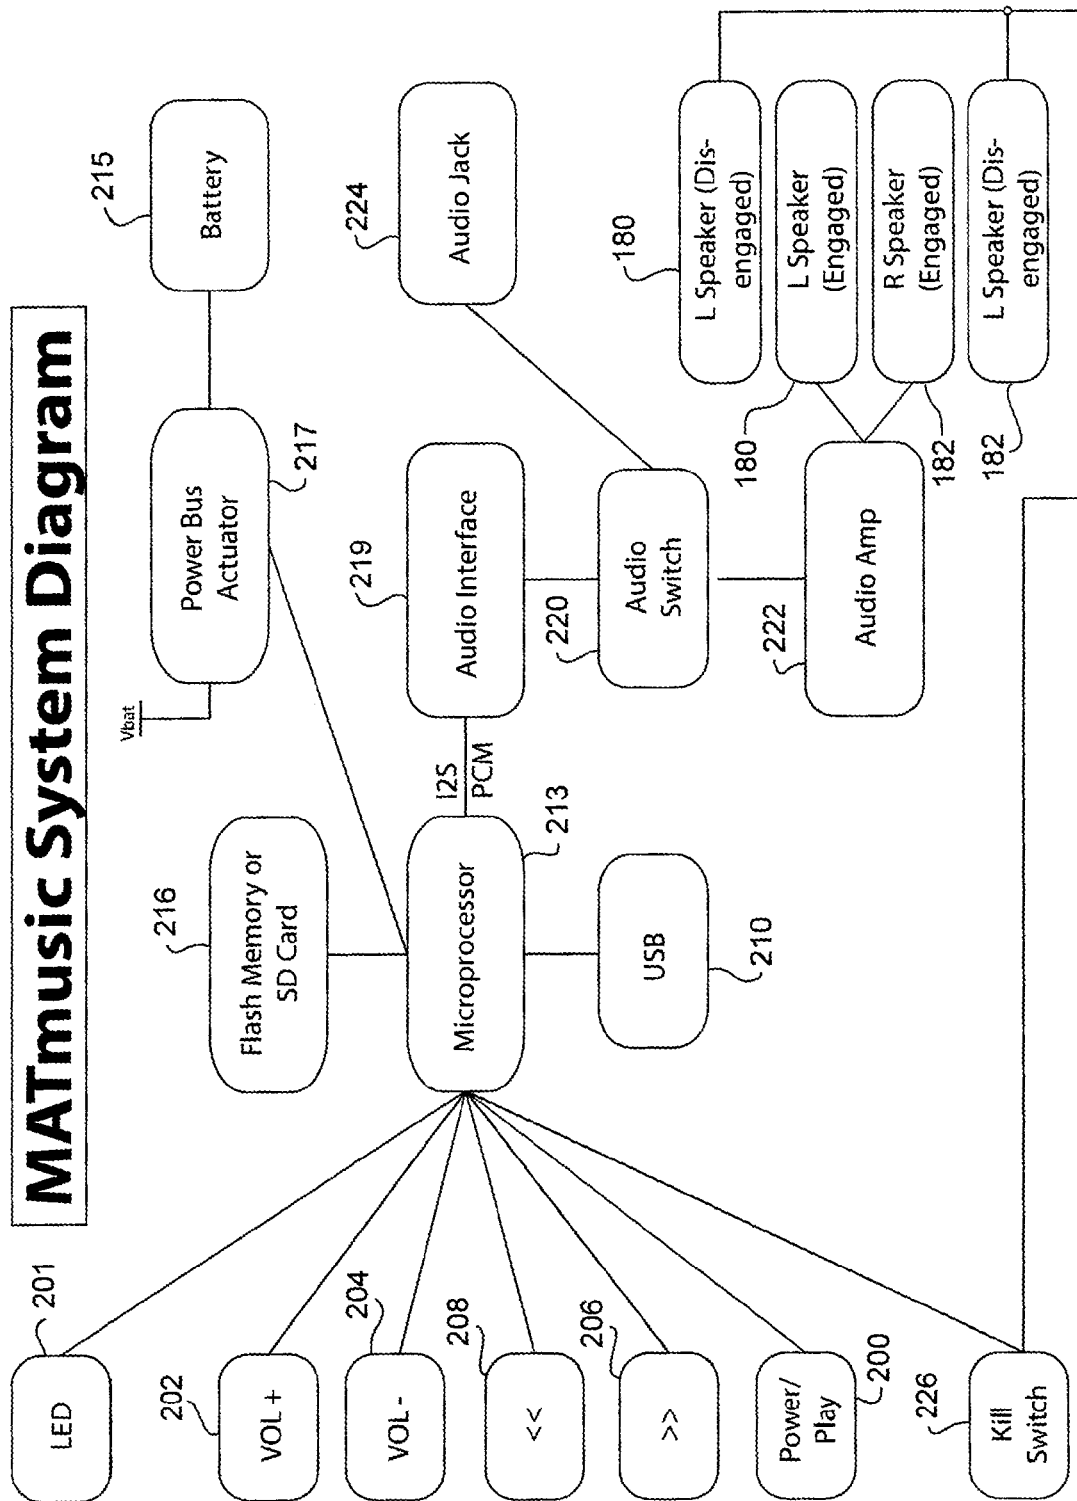 MATmusic System Diagram
LED
201
VOL +
202
VOL -
204
<<
208
>>
206
Power/
Play
200
Kill
Switch
226
Flash Memory or
SD Card
216
Microprocessor
213
USB
210
I2S
PCM
Vbat
Power Bus
Actuator
217
Battery
215
Audio Interface
219
Audio
Switch
220
Audio Amp
222
Audio Jack
224
L Speaker (Dis-
engaged)
180
L Speaker
(Engaged)
180
R Speaker
(Engaged)
182
L Speaker (Dis-
engaged)
182